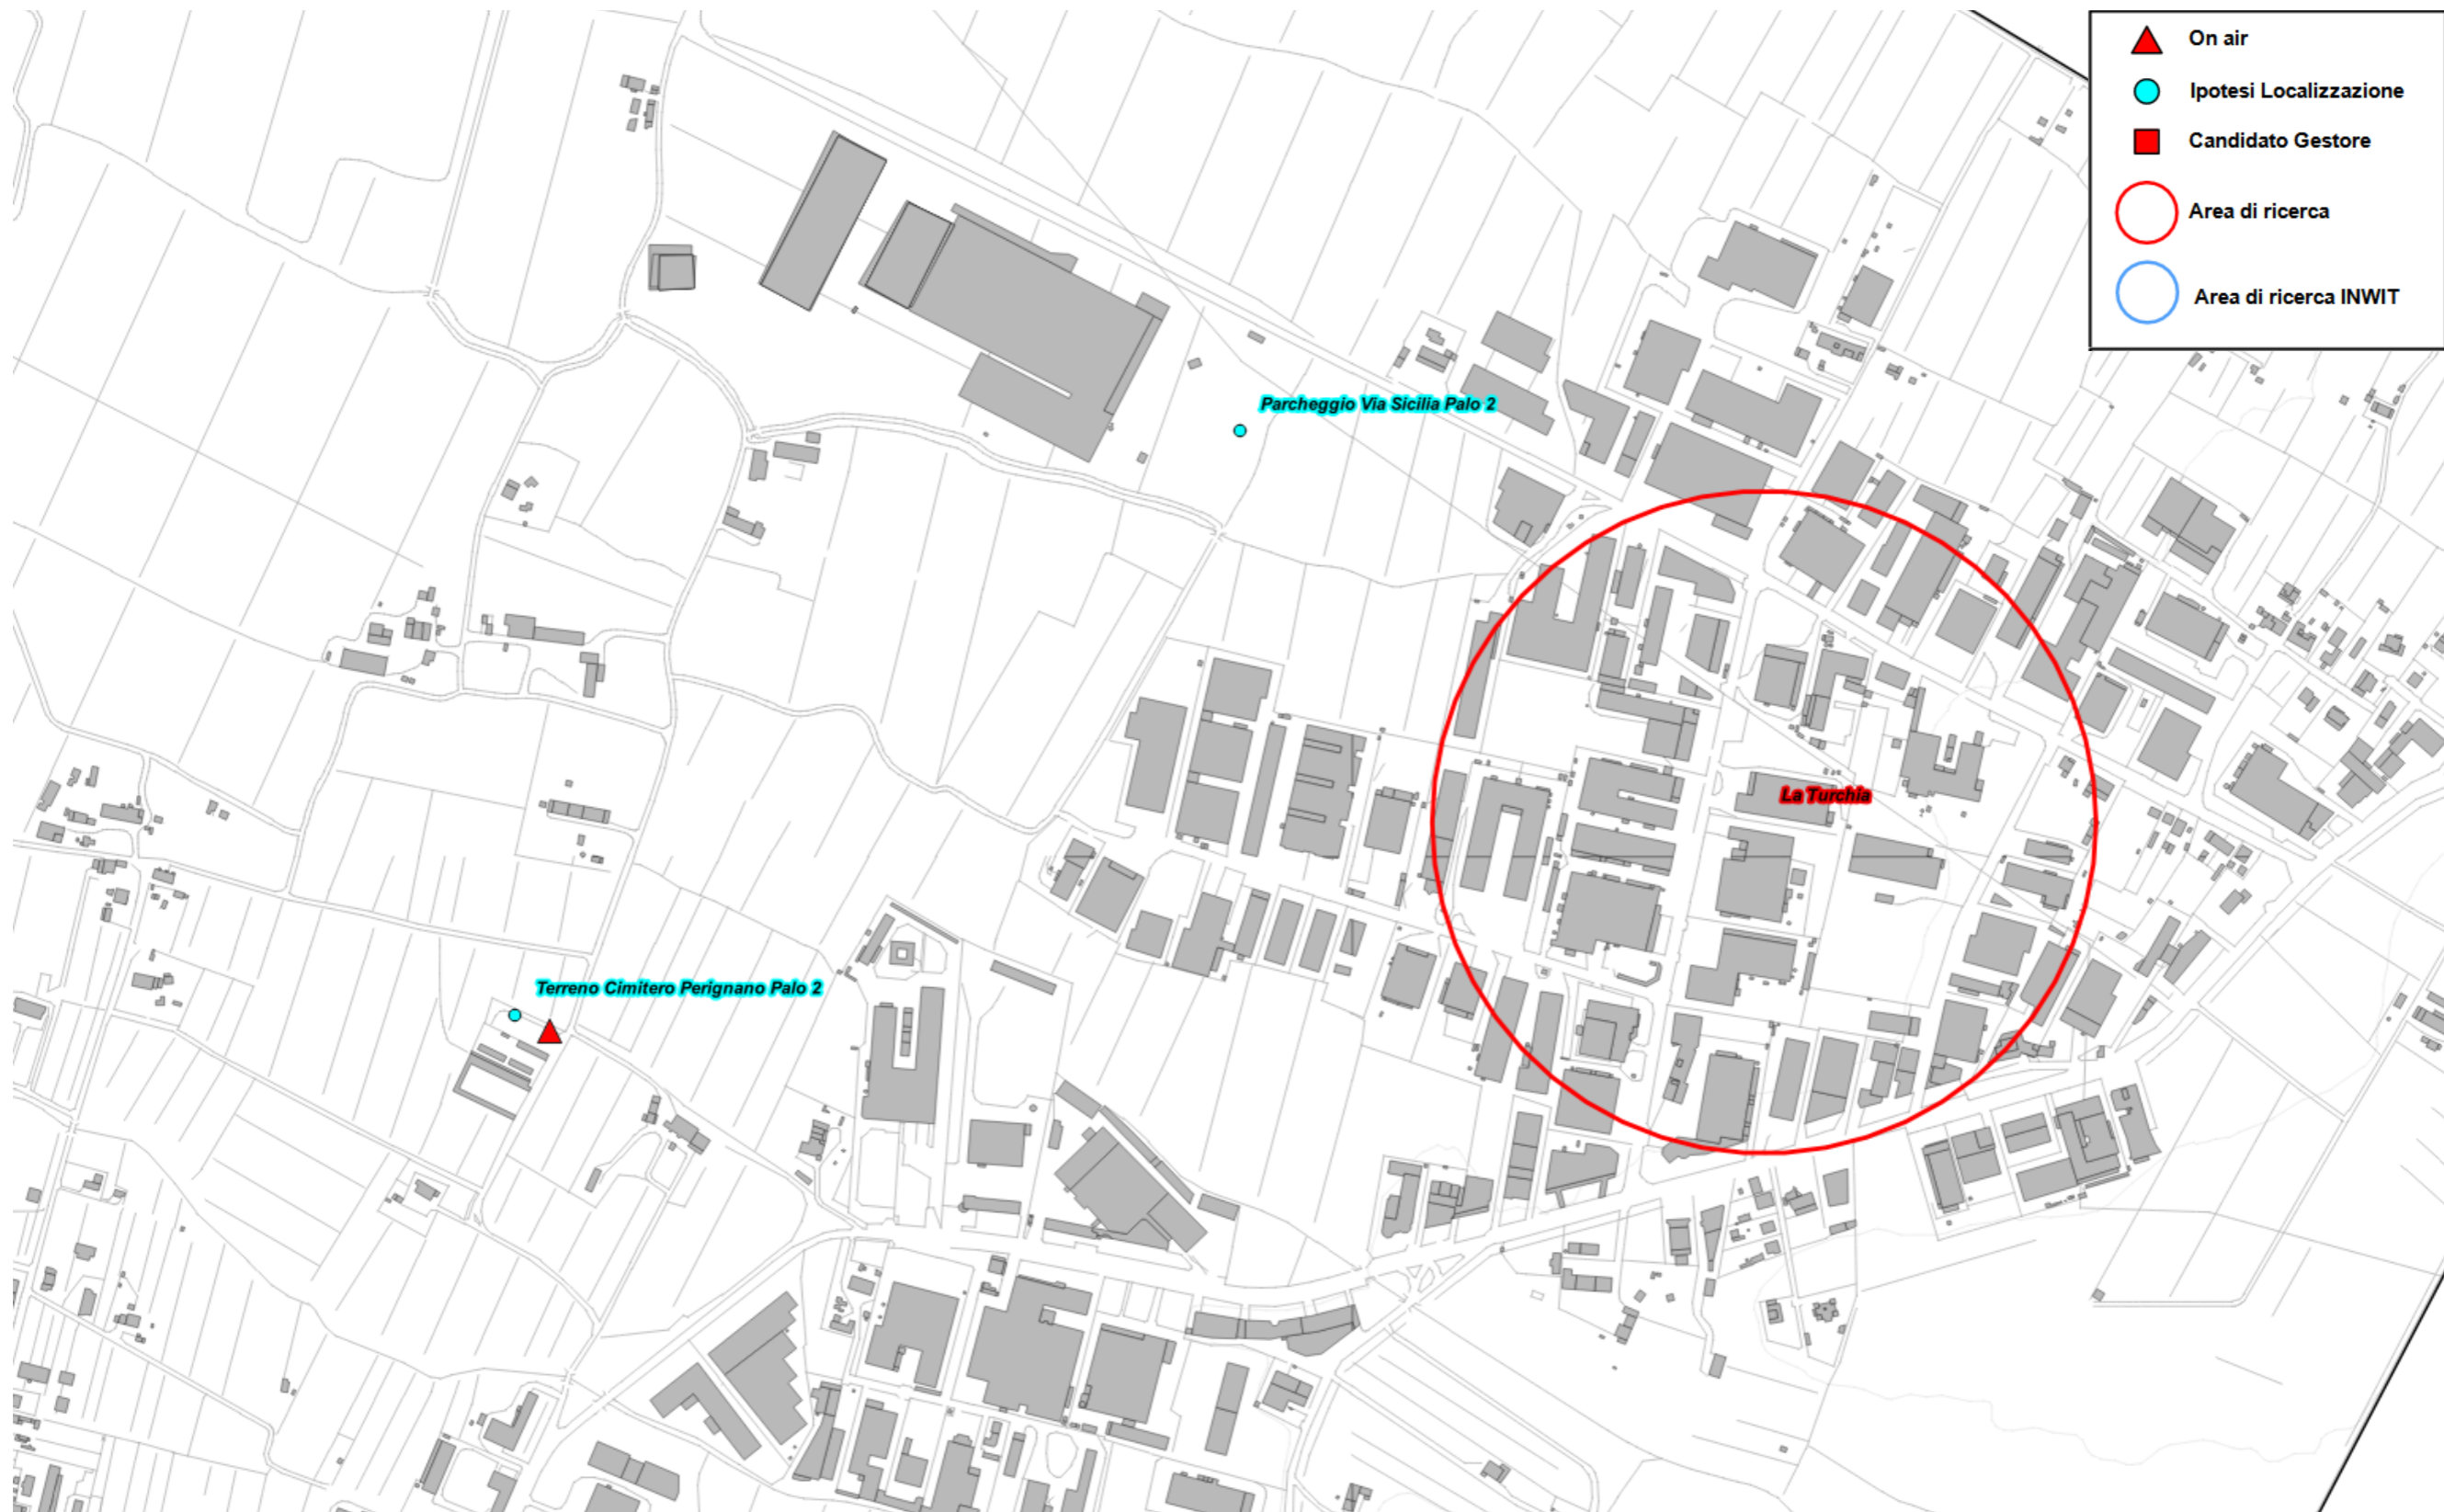 On air
Ipotesi Localizzazione
Candidato Gestore
Area di ricerca
Area di ricerca INWIT
Parcheggio Via Sicilia Palo 2
La Turchia
Terreno Cimitero Perignano Palo 2